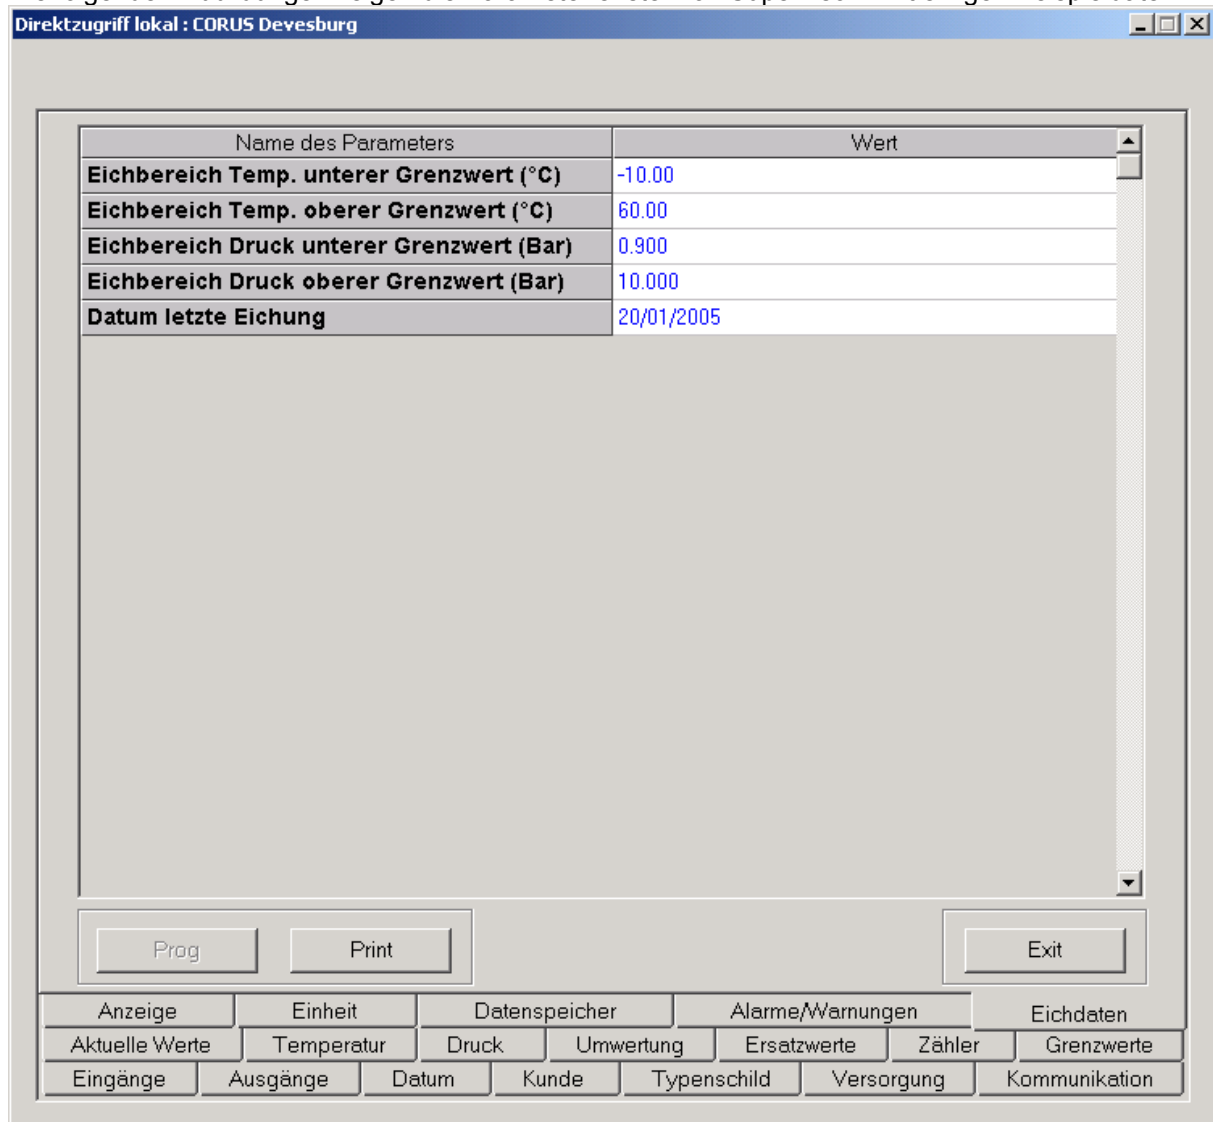 Direktzugriff lokal : CORUS Devesburg
Name des Parameters Wert
Eichbereich Temp. unterer Grenzwert (°C) -10.00
Eichbereich Temp. oberer Grenzwert (°C) 60.00
Eichbereich Druck unterer Grenzwert (Bar) 0.900
Eichbereich Druck oberer Grenzwert (Bar) 10.000
Datum letzte Eichung 20/01/2005
Prog Print Exit
Anzeige Einheit Datenspeicher Alarme/Warnungen Eichdaten
Aktuelle Werte Temperatur Druck Umwertung Ersatzwerte Zähler Grenzwerte
Eingänge Ausgänge Datum Kunde Typenschild Versorgung Kommunikation